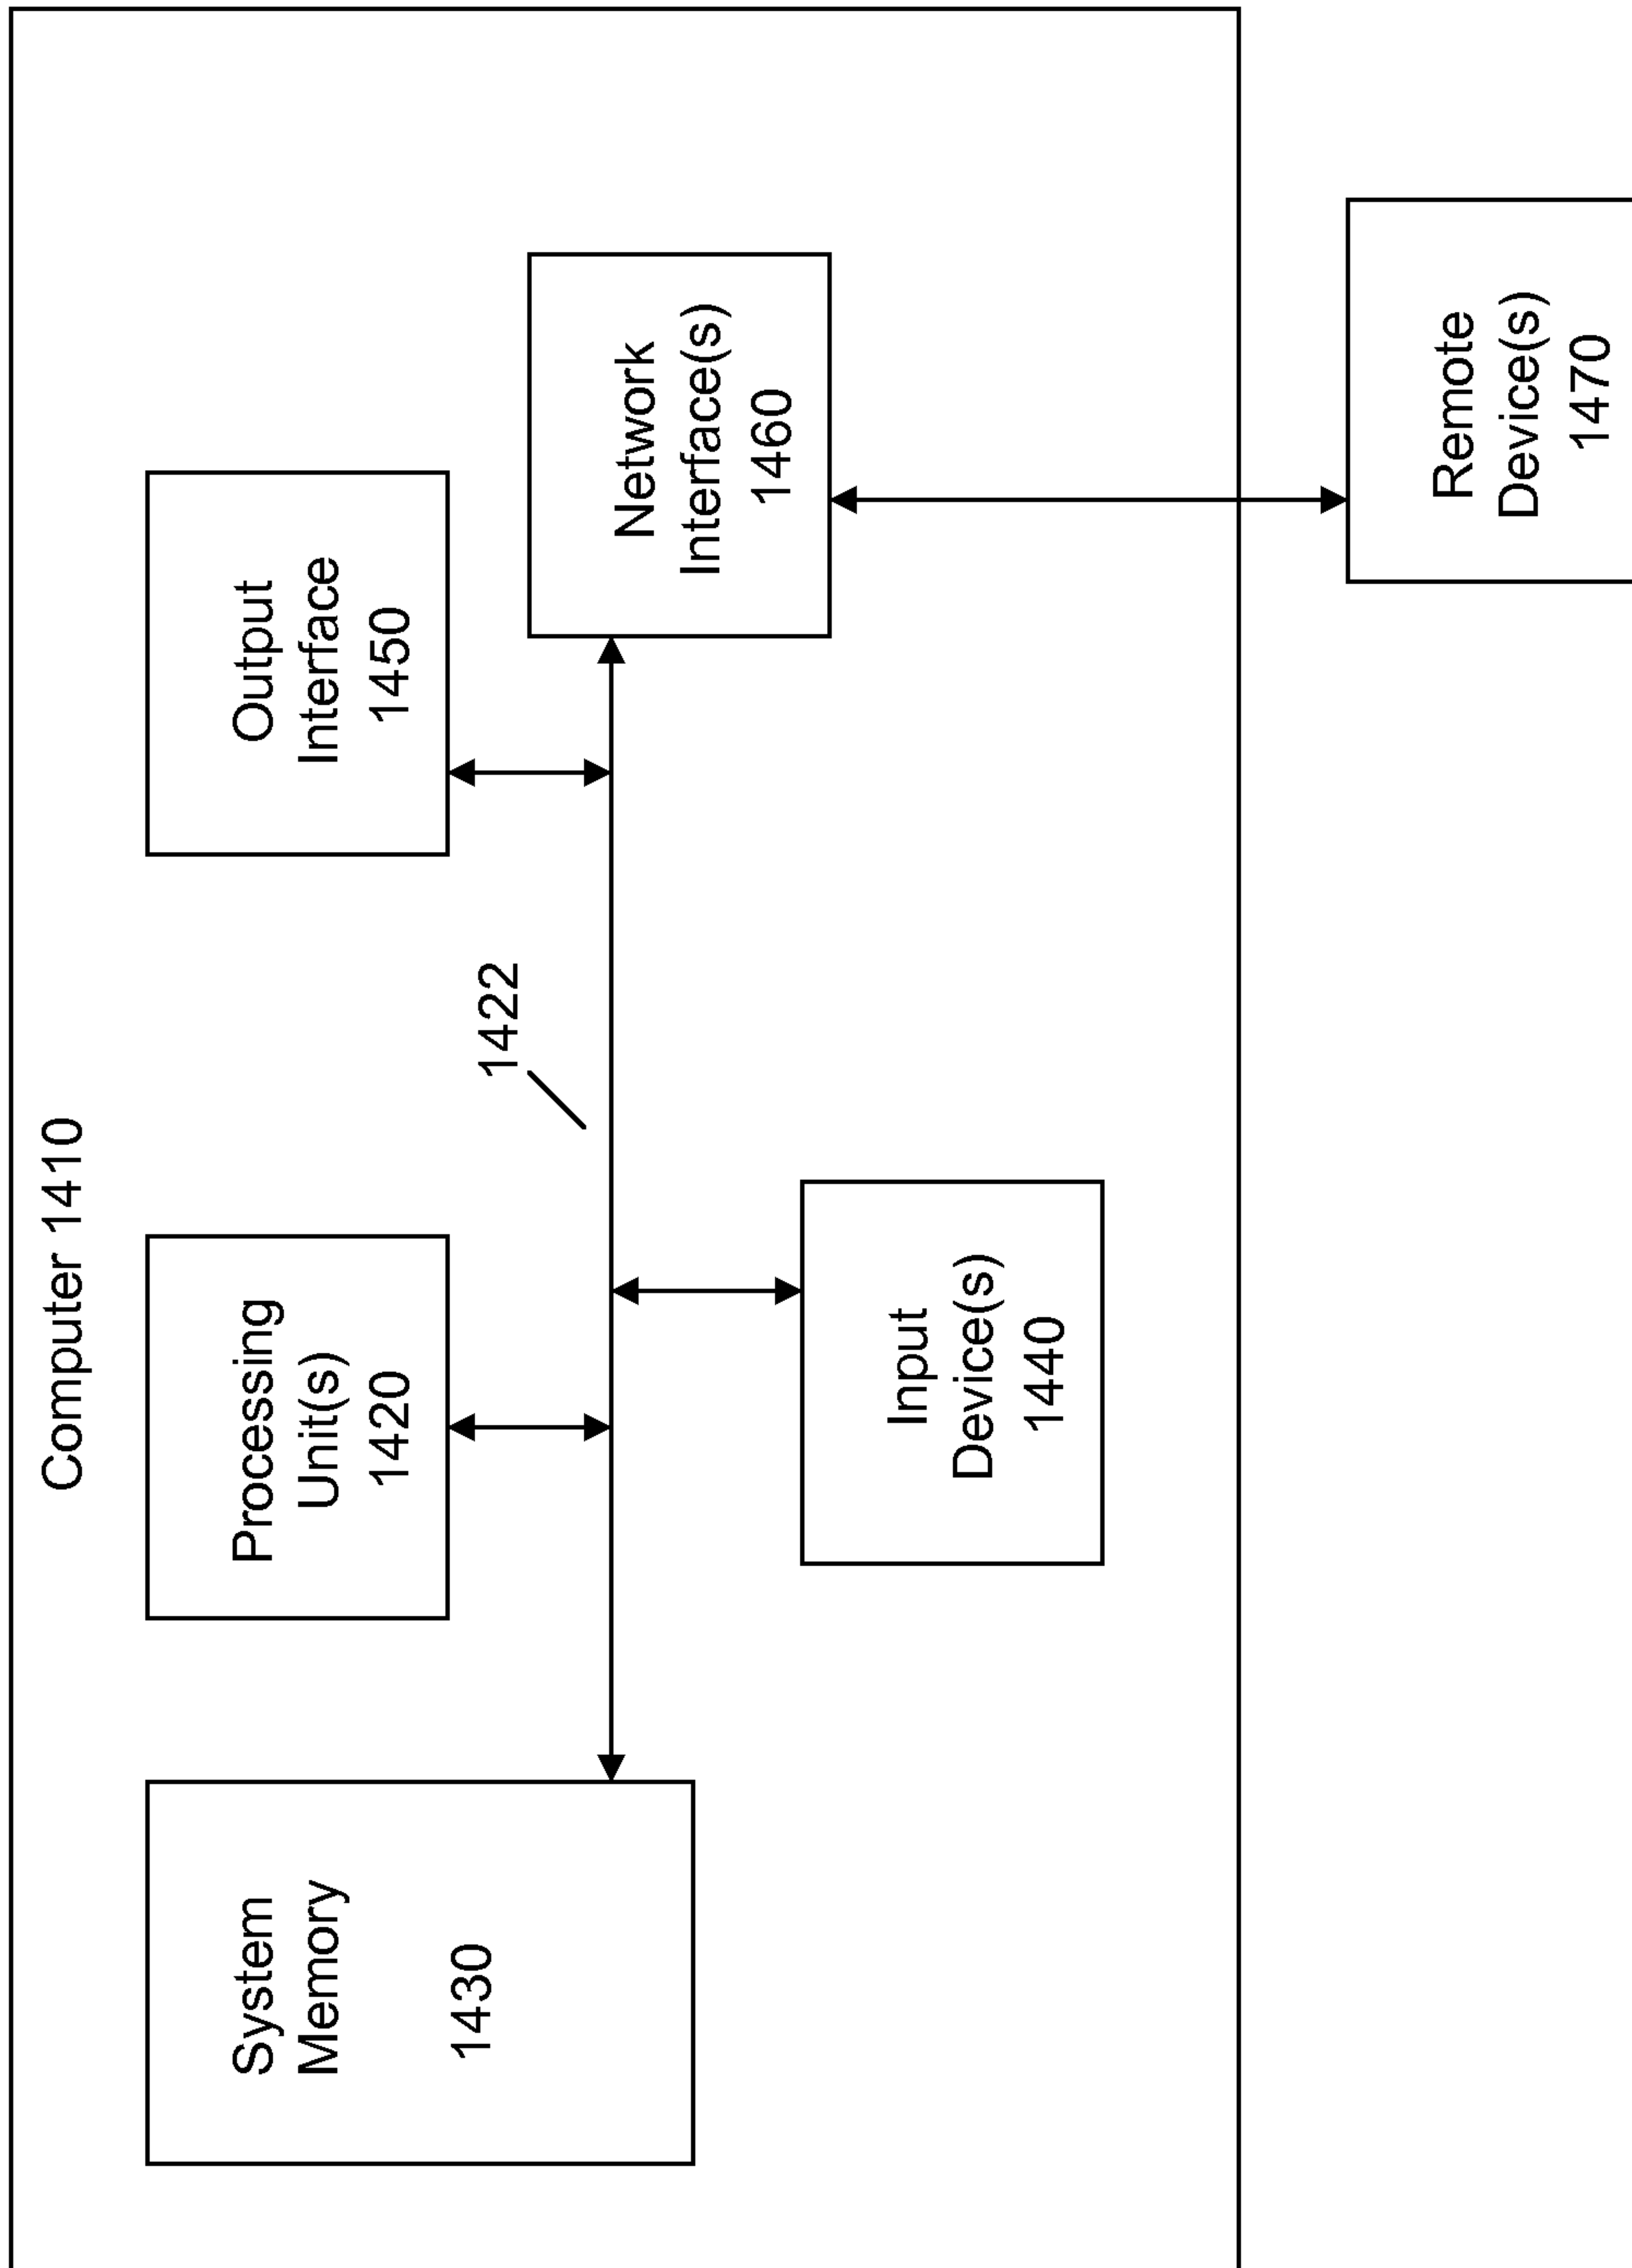 Computer 1410
System
Memory
1430
Processing
Unit(s)
1420
Output
Interface
1450
1422
Network
Interface(s)
1460
Input
Device(s)
1440
Remote
Device(s)
1470